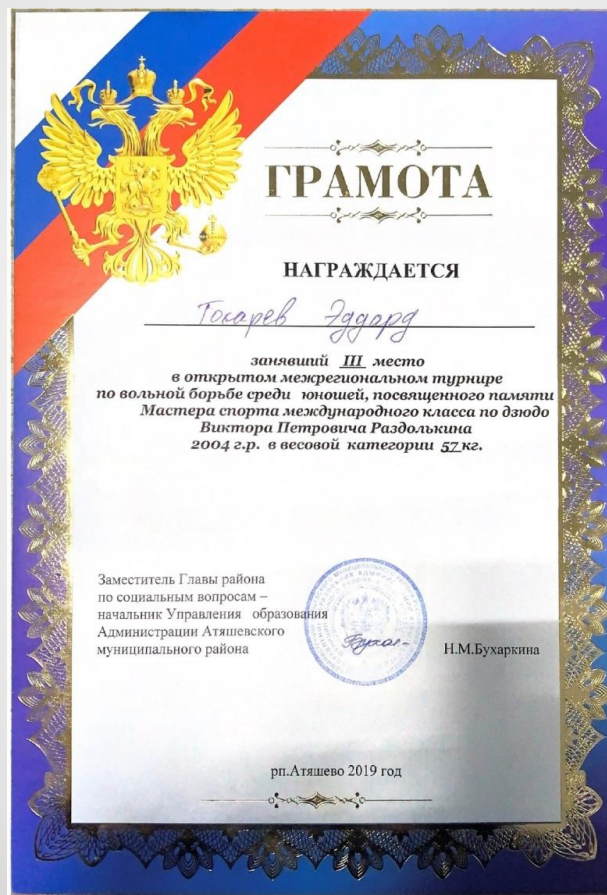 ГРАМОТА
НАГРАЖДАЕТСЯ
Токарев Эддард
занявший III место
в открытом межрегиональном турнире
по вольной борьбе среди юношей, посвященного памяти
Мастера спорта международного класса по дзюдо
Виктора Петровича Раздолькина
2004 г.р. в весовой категории 57 кг.
Заместитель Главы района
по социальным вопросам –
начальник Управления образования
Администрации Атяшевского
муниципального района
Н.М.Бухаркина
рп.Атяшево 2019 год